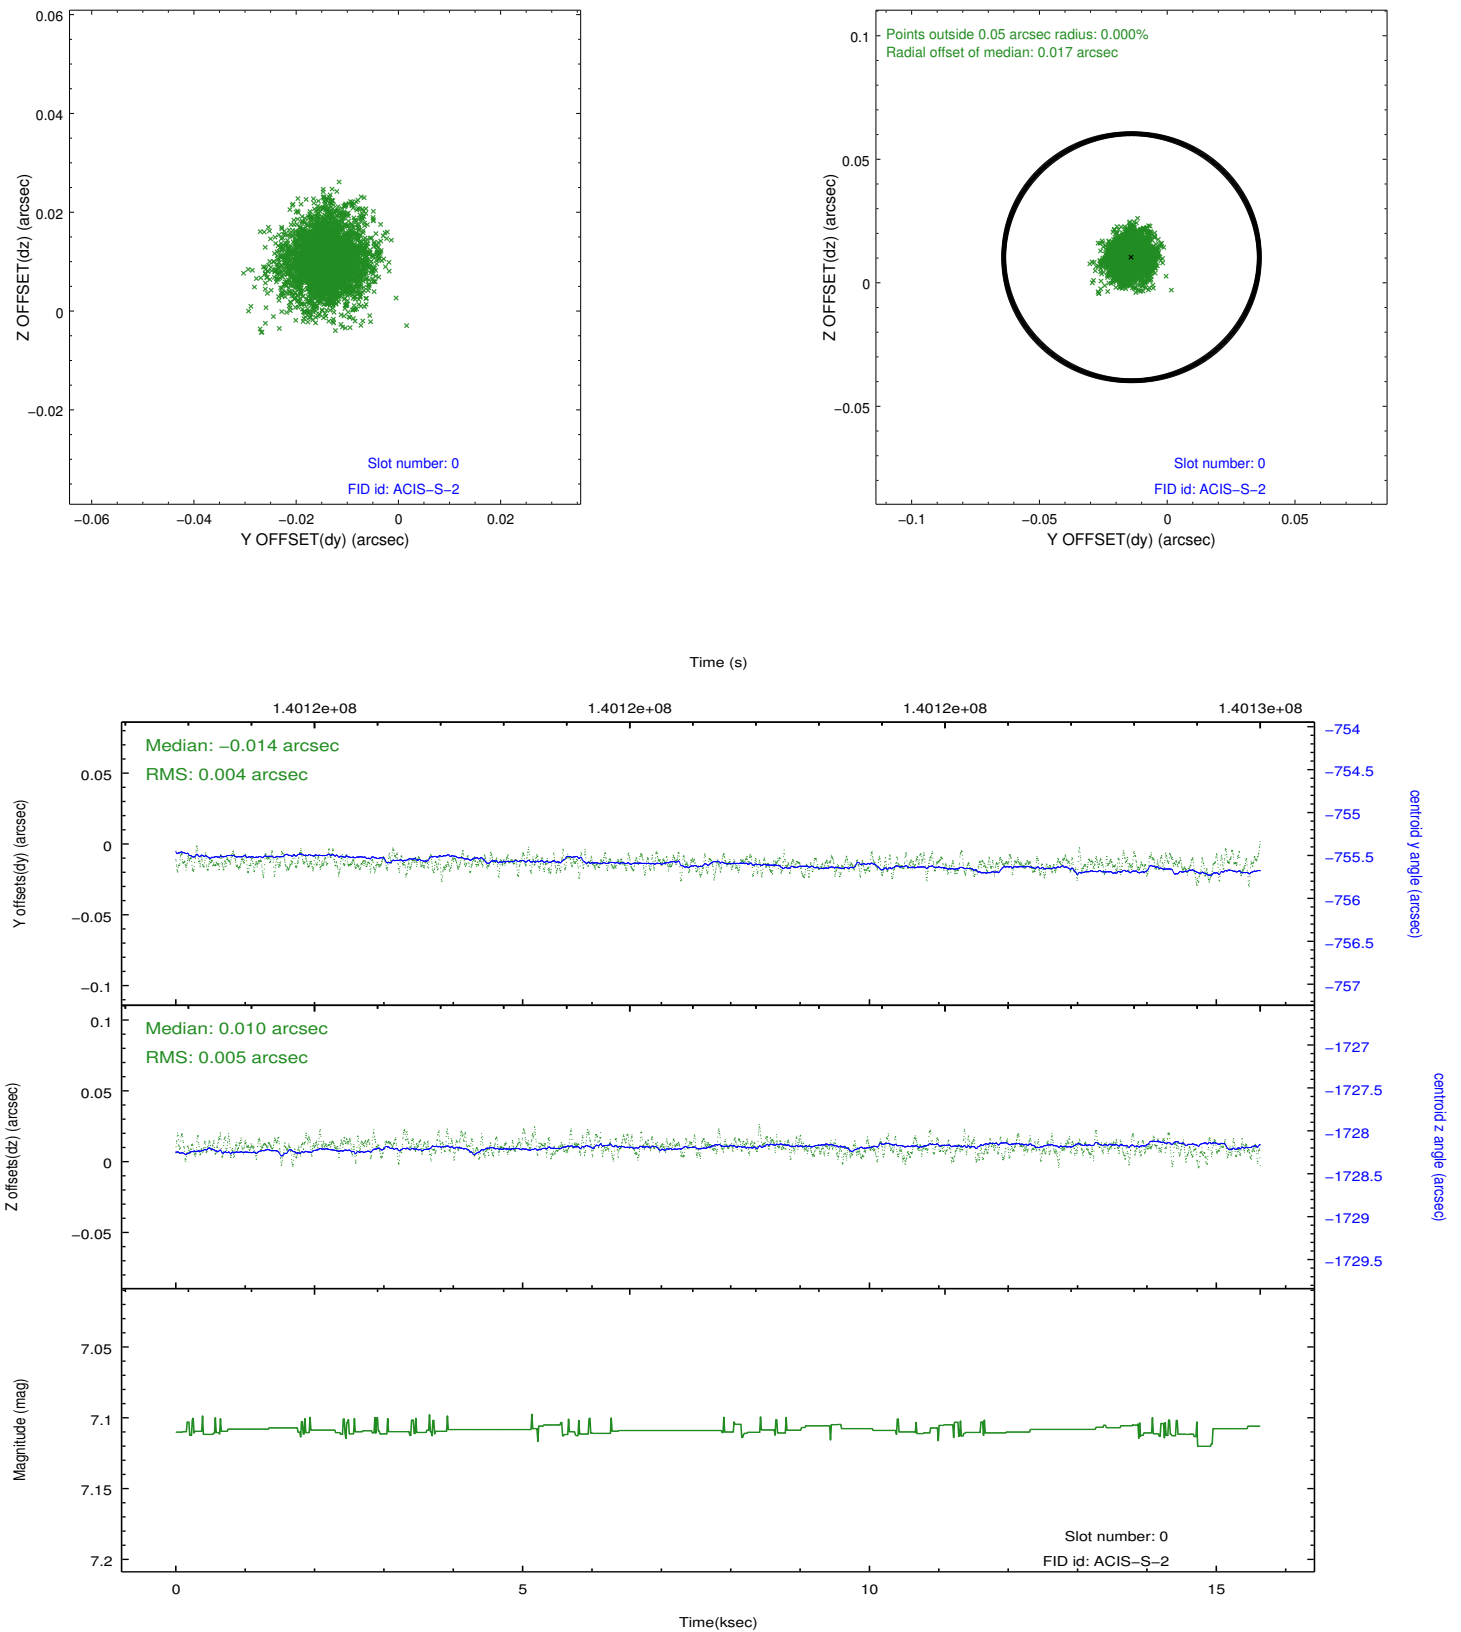 0.06
0.04
0.02
0
−0.02
Z OFFSET(dz) (arcsec)
Slot number: 0
FID id: ACIS−S−2
−0.06
−0.04
−0.02
0
0.02
Y OFFSET(dy) (arcsec)
Points outside 0.05 arcsec radius: 0.000%
Radial offset of median: 0.017 arcsec
0.1
0.05
0
−0.05
Z OFFSET(dz) (arcsec)
Slot number: 0
FID id: ACIS−S−2
−0.1
−0.05
0
0.05
Y OFFSET(dy) (arcsec)
Time (s)
1.4012e+08
1.4012e+08
1.4012e+08
1.4013e+08
Median: −0.014 arcsec
RMS: 0.004 arcsec
0.05
0
−0.05
−0.1
Y offsets(dy) (arcsec)
−754
−754.5
−755
−755.5
−756
−756.5
−757
centroid y angle (arcsec)
Median: 0.010 arcsec
RMS: 0.005 arcsec
0.1
0.05
0
−0.05
Z offsets(dz) (arcsec)
−1727
−1727.5
−1728
−1728.5
−1729
−1729.5
centroid z angle (arcsec)
7.05
7.1
7.15
7.2
Magnitude (mag)
Slot number: 0
FID id: ACIS−S−2
0
5
10
15
Time(ksec)